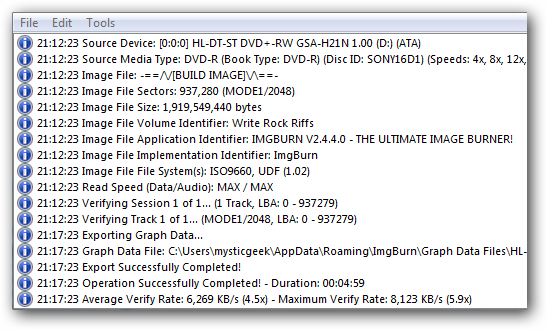 File Edit Tools
21:12:23 Source Device: [0:0:0] HL-DT-ST DVD+-RW GSA-H21N 1.00 (D:) (ATA)
21:12:23 Source Media Type: DVD-R (Book Type: DVD-R) (Disc ID: SONY16D1) (Speeds: 4x, 8x, 12x,
21:12:23 Image File: -==/\/[BUILD IMAGE]\/\==-
21:12:23 Image File Sectors: 937,280 (MODE1/2048)
21:12:23 Image File Size: 1,919,549,440 bytes
21:12:23 Image File Volume Identifier: Write Rock Riffs
21:12:23 Image File Application Identifier: IMGBURN V2.4.4.0 - THE ULTIMATE IMAGE BURNER!
21:12:23 Image File Implementation Identifier: ImgBurn
21:12:23 Image File File System(s): ISO9660, UDF (1.02)
21:12:23 Read Speed (Data/Audio): MAX / MAX
21:12:23 Verifying Session 1 of 1... (1 Track, LBA: 0 - 937279)
21:12:23 Verifying Track 1 of 1... (MODE1/2048, LBA: 0 - 937279)
21:17:23 Exporting Graph Data...
21:17:23 Graph Data File: C:\Users\mysticgeek\AppData\Roaming\ImgBurn\Graph Data Files\HL-
21:17:23 Export Successfully Completed!
21:17:23 Operation Successfully Completed! - Duration: 00:04:59
21:17:23 Average Verify Rate: 6,269 KB/s (4.5x) - Maximum Verify Rate: 8,123 KB/s (5.9x)